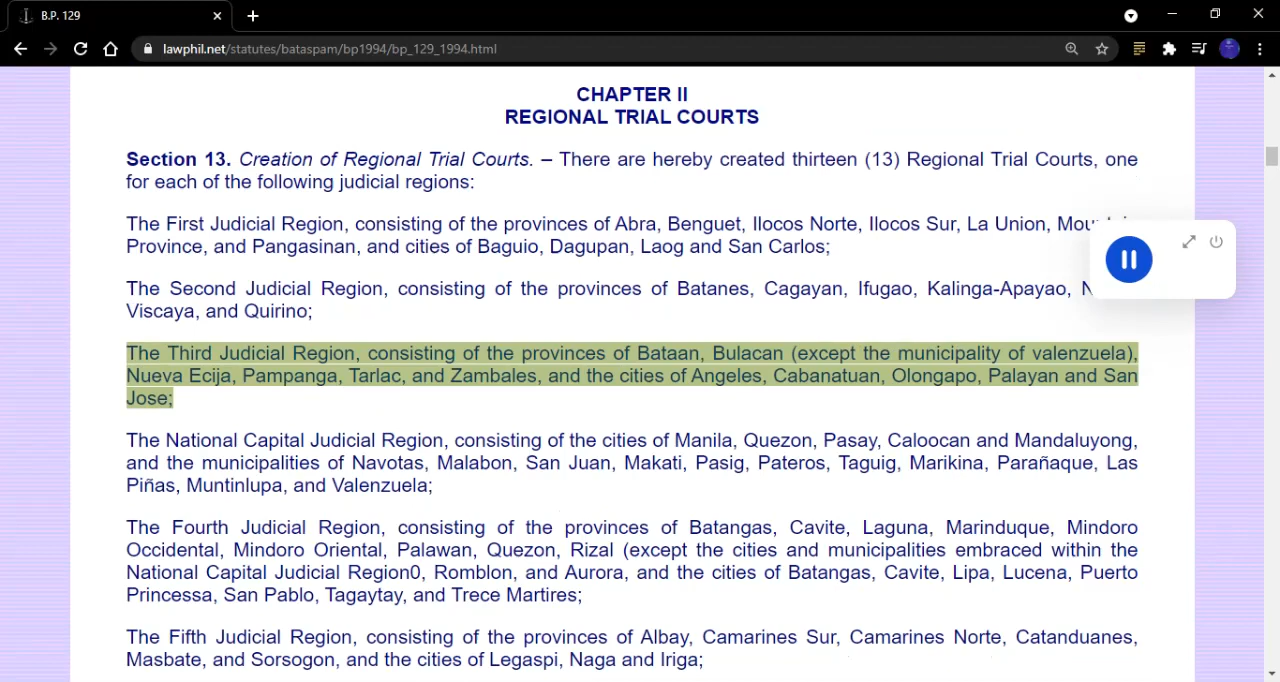 B.P. 129
lawphil.net/statutes/bataspam/bp1994/bp_129_1994.html
CHAPTER II
REGIONAL TRIAL COURTS
Section 13. Creation of Regional Trial Courts. – There are hereby created thirteen (13) Regional Trial Courts, one
for each of the following judicial regions:
The First Judicial Region, consisting of the provinces of Abra, Benguet, Ilocos Norte, Ilocos Sur, La Union,
Province, and Pangasinan, and cities of Baguio, Dagupan, Laog and San Carlos;
The Second Judicial Region, consisting of the provinces of Batanes, Cagayan, Ifugao, Kalinga-Apayao,
Viscaya, and Quirino;
The Third Judicial Region, consisting of the provinces of Bataan, Bulacan (except the municipality of valenzuela),
Nueva Ecija, Pampanga, Tarlac, and Zambales, and the cities of Angeles, Cabanatuan, Olongapo, Palayan and San
Jose;
The National Capital Judicial Region, consisting of the cities of Manila, Quezon, Pasay, Caloocan and Mandaluyong,
and the municipalities of Navotas, Malabon, San Juan, Makati, Pasig, Pateros, Taguig, Marikina, Parañaque, Las
Piñas, Muntinlupa, and Valenzuela;
The Fourth Judicial Region, consisting of the provinces of Batangas, Cavite, Laguna, Marinduque, Mindoro
Occidental, Mindoro Oriental, Palawan, Quezon, Rizal (except the cities and municipalities embraced within the
National Capital Judicial Region0, Romblon, and Aurora, and the cities of Batangas, Cavite, Lipa, Lucena, Puerto
Princessa, San Pablo, Tagaytay, and Trece Martires;
The Fifth Judicial Region, consisting of the provinces of Albay, Camarines Sur, Camarines Norte, Catanduanes,
Masbate, and Sorsogon, and the cities of Legaspi, Naga and Iriga;